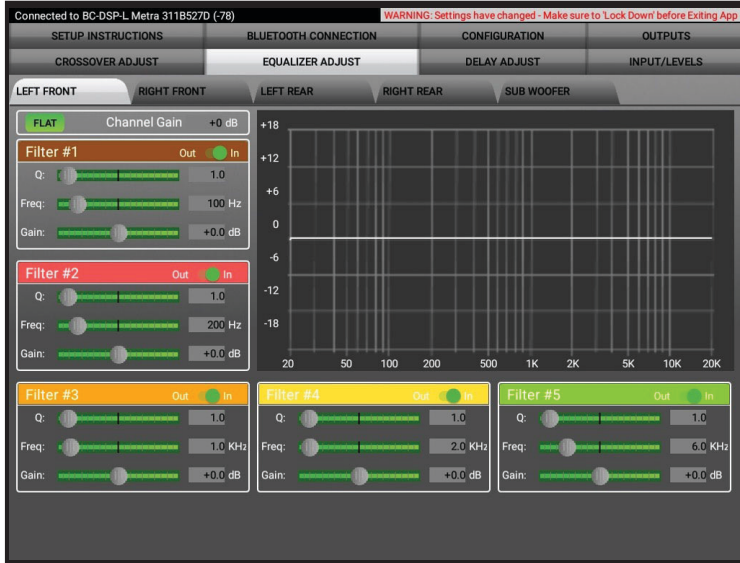 Connected to BC-DSP-L Metra 311B527D (-78) WARNING: Settings have changed - Make sure to 'Lock Down' before Exiting App
SETUP INSTRUCTIONS BLUETOOTH CONNECTION CONFIGURATION OUTPUTS
CROSSOVER ADJUST EQUALIZER ADJUST DELAY ADJUST INPUT/LEVELS
LEFT FRONT RIGHT FRONT LEFT REAR RIGHT REAR SUB WOOFER
FLAT Channel Gain +0 dB
Filter #1 Out In
Q: 1.0
Freq: 100 Hz
Gain: +0.0 dB
Filter #2 Out In
Q: 1.0
Freq: 200 Hz
Gain: +0.0 dB
+18
+12
+6
0
-6
-12
-18
20 50 100 200 500 1K 2K 5K 10K 20K
Filter #3 Out In
Q: 1.0
Freq: 1.0 KHz
Gain: +0.0 dB
Filter #4 Out In
Q: 1.0
Freq: 2.0 KHz
Gain: +0.0 dB
Filter #5 Out In
Q: 1.0
Freq: 6.0 KHz
Gain: +0.0 dB